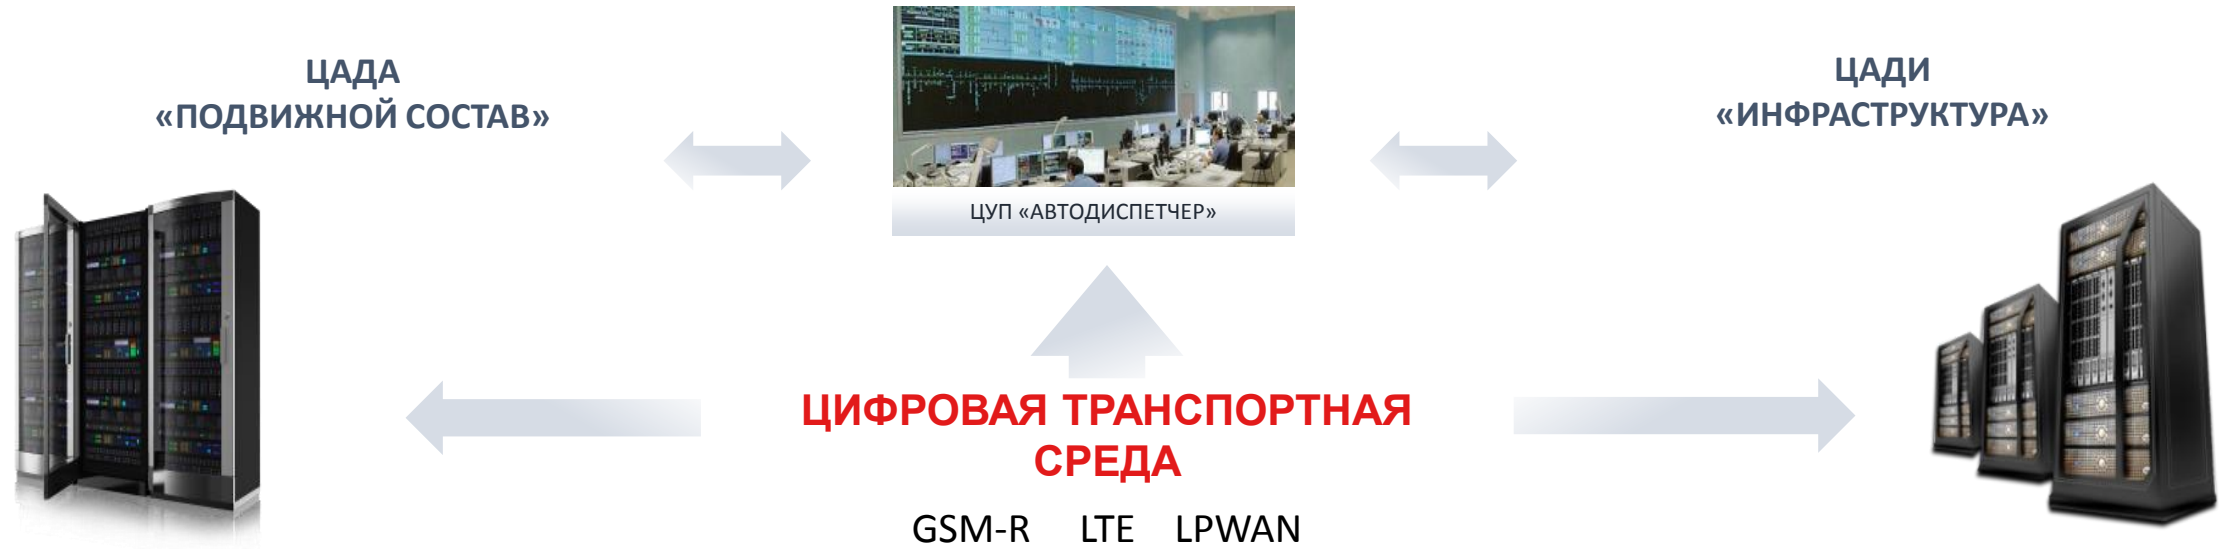 ЦАДА
«ПОДВИЖНОЙ СОСТАВ»
ЦУП «АВТОДИСПЕТЧЕР»
ЦАДИ
«ИНФРАСТРУКТУРА»
ЦИФРОВАЯ ТРАНСПОРТНАЯ
СРЕДА
GSM-R LTE LPWAN